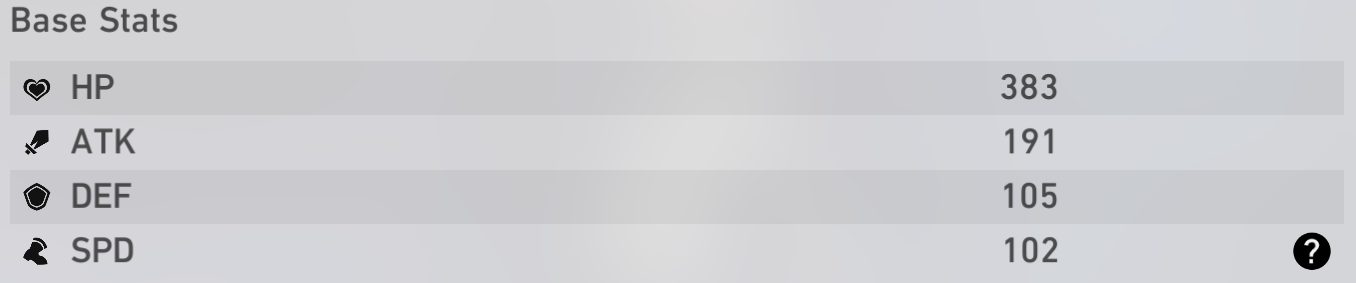 Base Stats
HP 383
ATK 191
DEF 105
SPD 102 ?